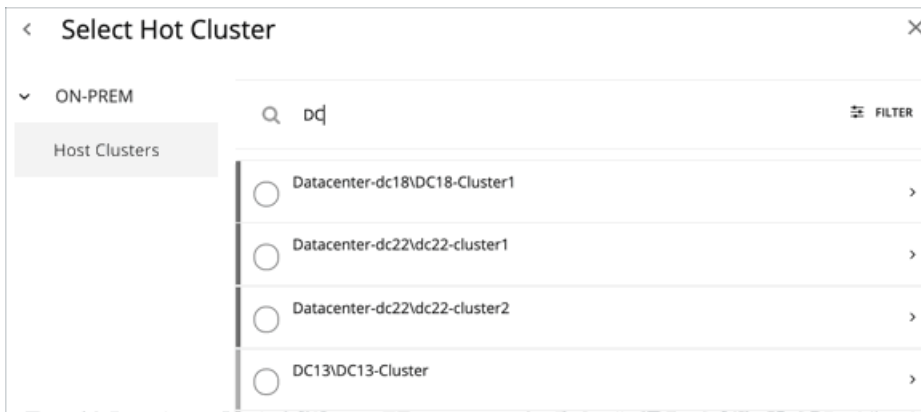 Select Hot Cluster
ON-PREM
Host Clusters
DC
FILTER
Datacenter-dc18\DC18-Cluster1
Datacenter-dc22\dc22-cluster1
Datacenter-dc22\dc22-cluster2
DC13\DC13-Cluster